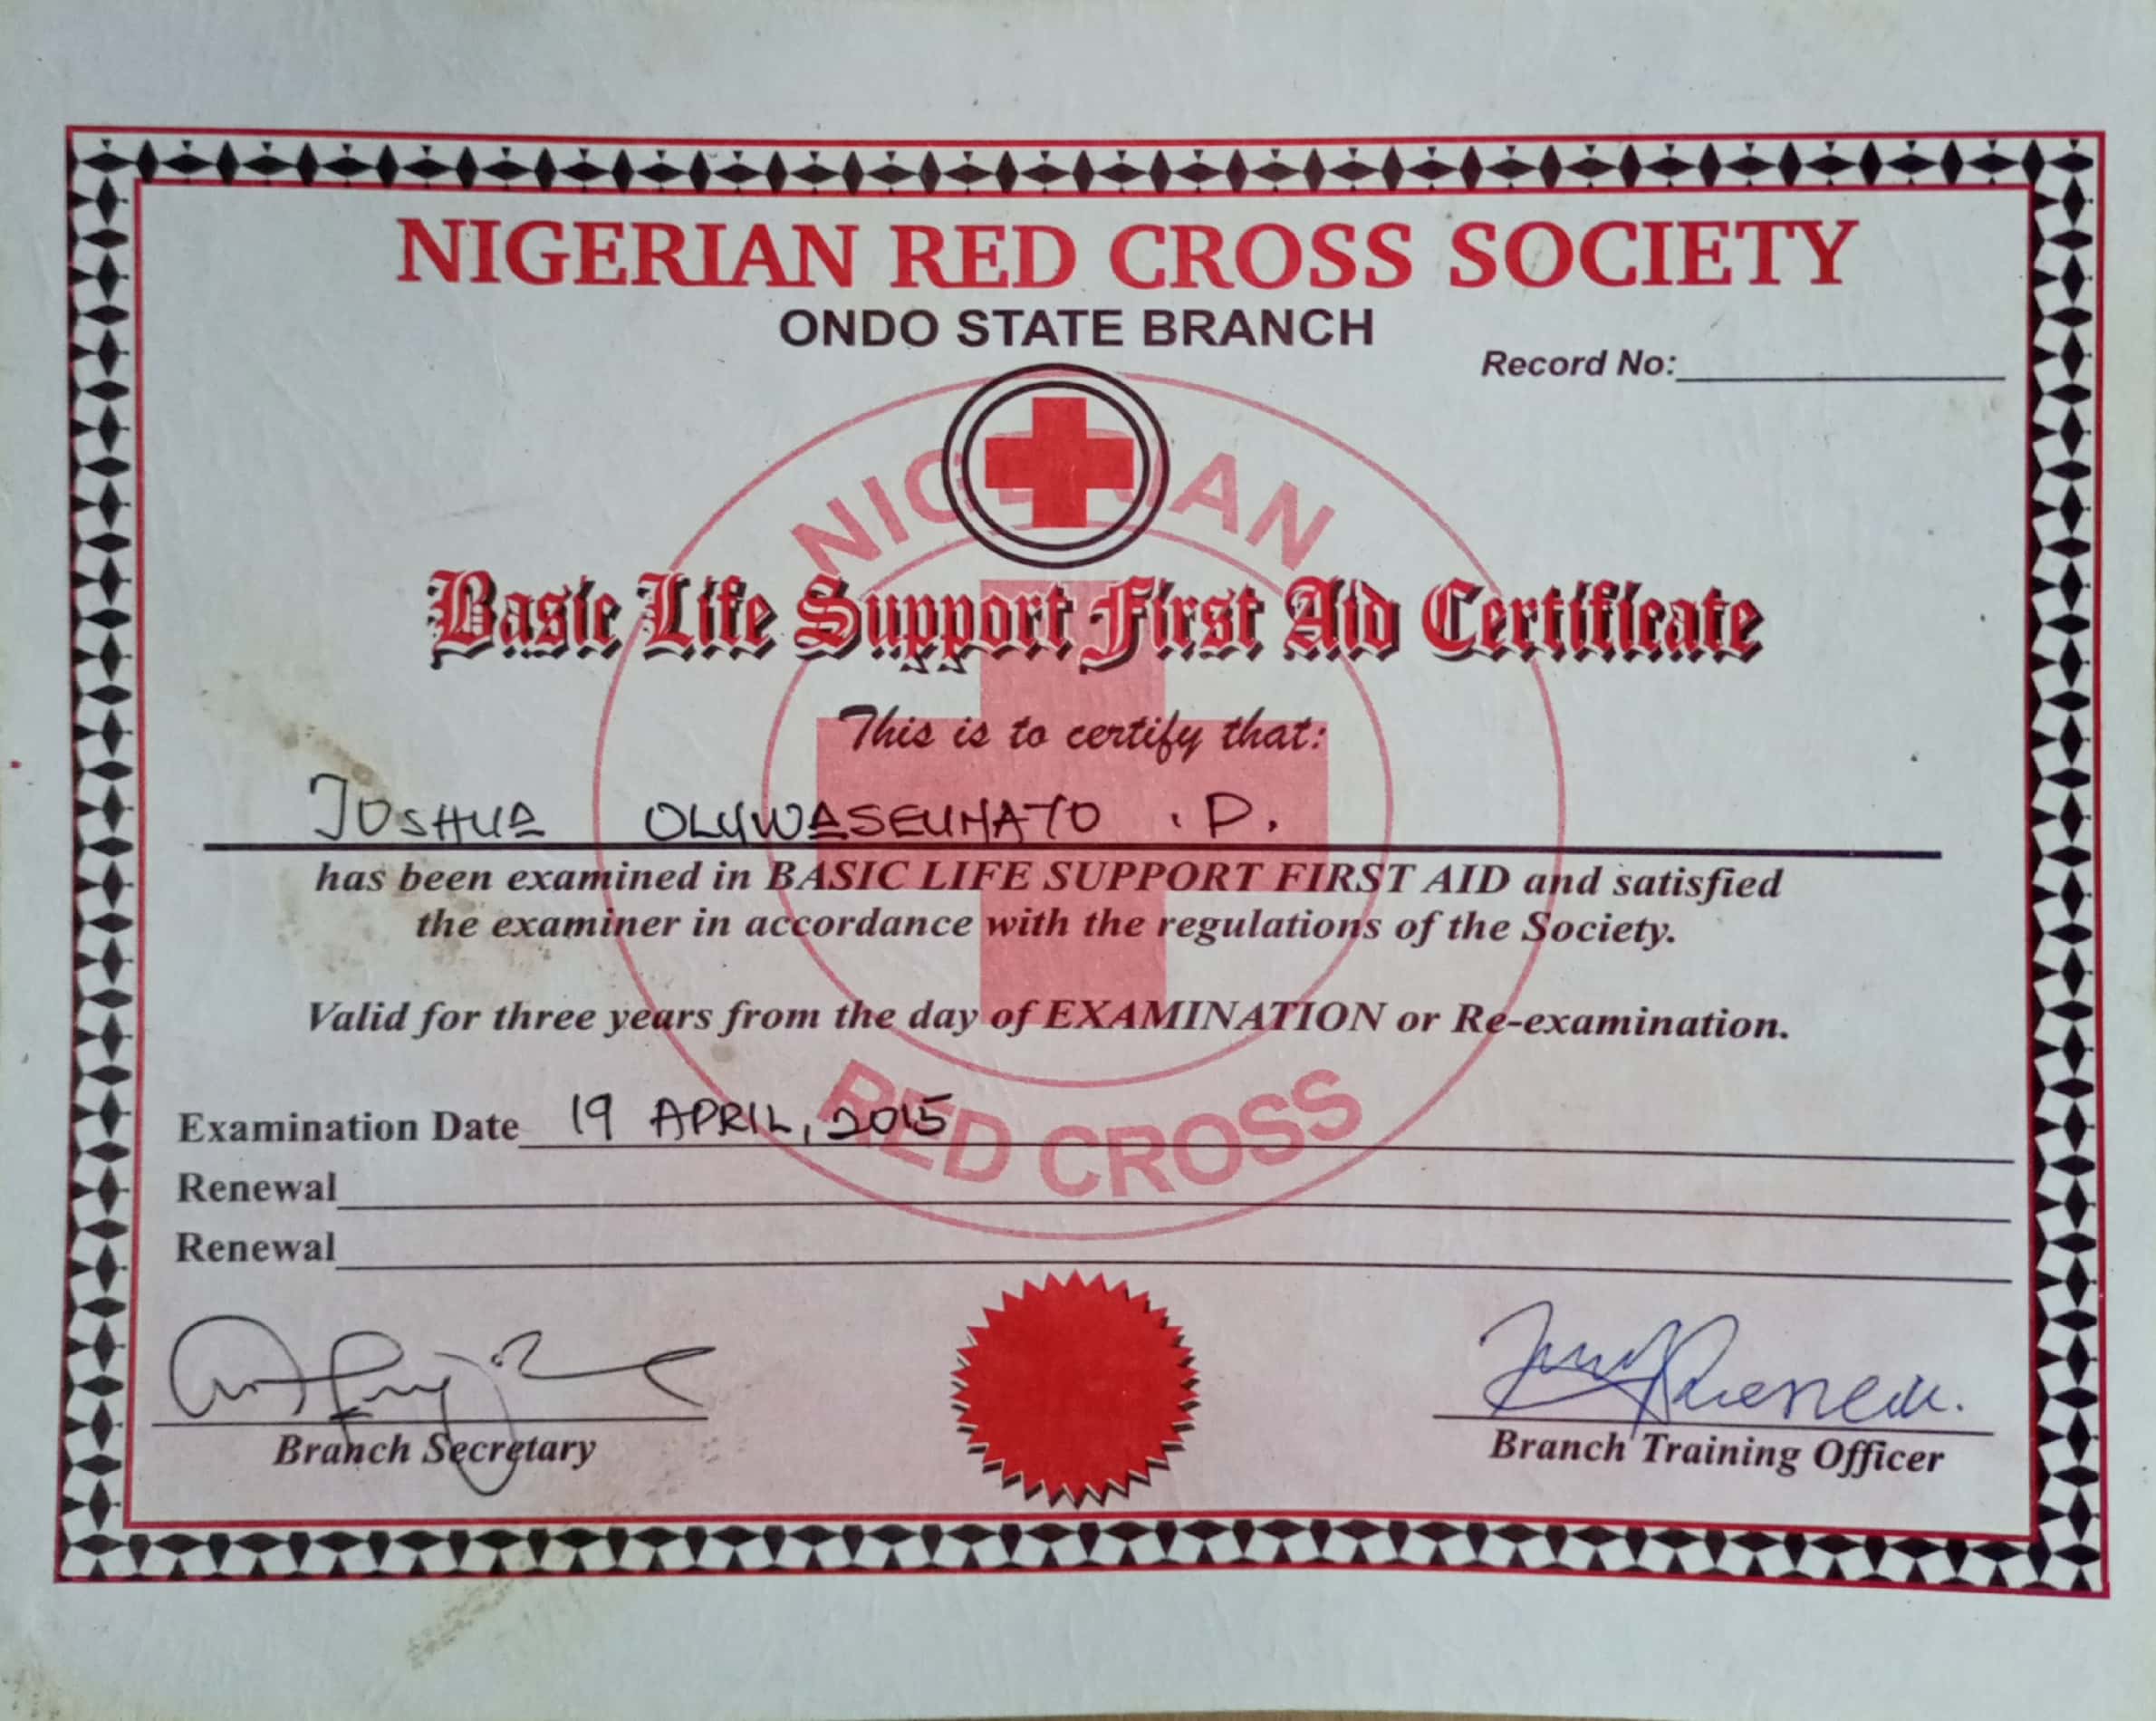 NIGERIAN RED CROSS SOCIETY
ONDO STATE BRANCH
Record No:
NIGERIAN
Basic Life Support First Aid Certificate
This is to certify that:
JOSHUA OLUWASEUNAYO .D.
has been examined in BASIC LIFE SUPPORT FIRST AID and satisfied
the examiner in accordance with the regulations of the Society.
Valid for three years from the day of EXAMINATION or Re-examination.
RED CROSS
Examination Date 19 APRIL, 2015
Renewal
Renewal
Branch Secretary
Branch Training Officer